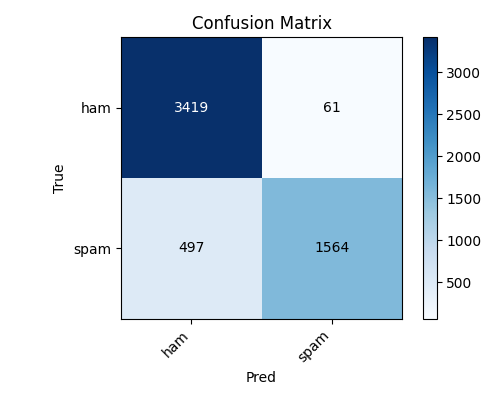 Confusion Matrix
True
ham
3419
61
spam
497
1564
ham
spam
Pred
3000
2500
2000
1500
1000
500